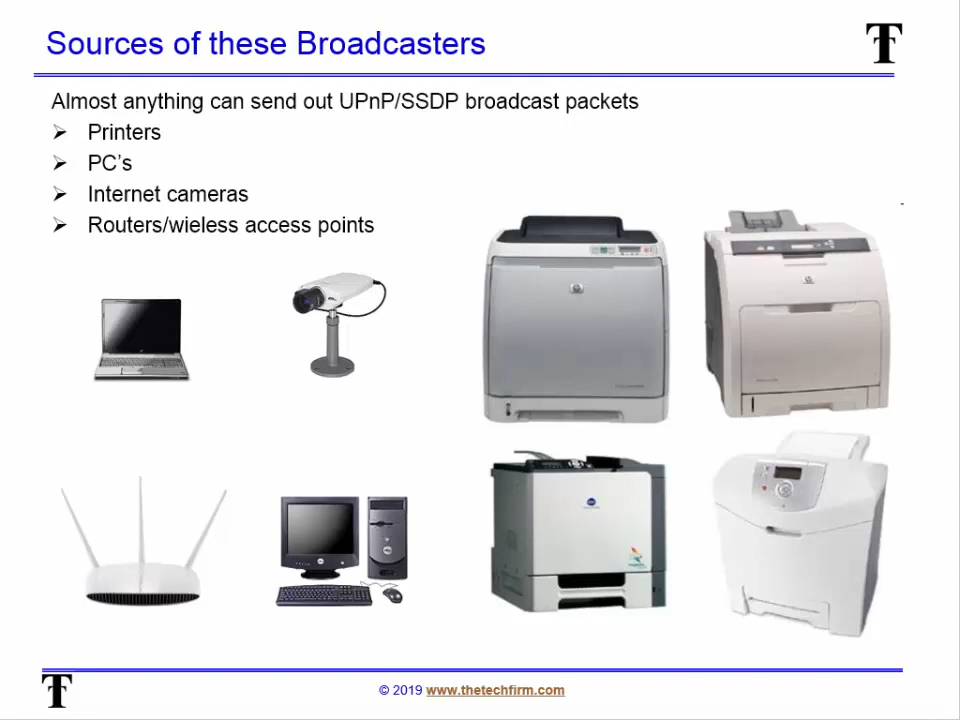 Sources of these Broadcasters
Almost anything can send out UPnP/SSDP broadcast packets
➢ Printers
➢ PC's
➢ Internet cameras
➢ Routers/wieless access points
© 2019 www.thetechfirm.com